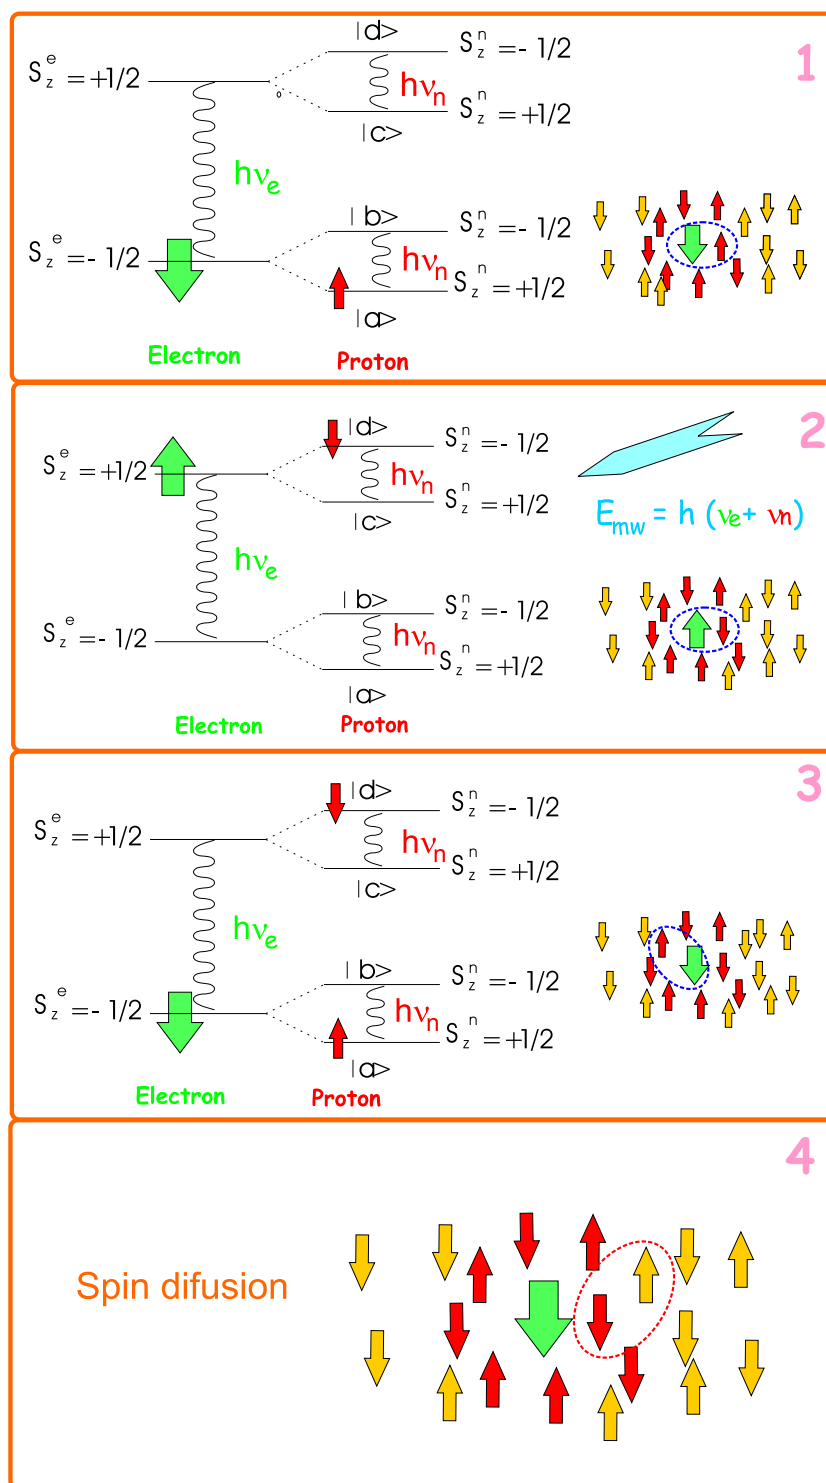 |d>
S_z^e = +1/2
S_z^n = - 1/2
1
hν_n
S_z^n = +1/2
|c>
hν_e
|b>
S_z^e = - 1/2
S_z^n = - 1/2
hν_n
S_z^n = +1/2
|a>
Electron
Proton
|d>
S_z^n = - 1/2
2
S_z^e = +1/2
hν_n
S_z^n = +1/2
E_mw = h (ν_e + ν_n)
|c>
hν_e
|b>
S_z^n = - 1/2
S_z^e = - 1/2
hν_n
S_z^n = +1/2
|a>
Electron
Proton
3
|d>
S_z^n = - 1/2
S_z^e = +1/2
hν_n
S_z^n = +1/2
|c>
hν_e
|b>
S_z^n = - 1/2
S_z^e = - 1/2
hν_n
S_z^n = +1/2
|a>
Electron
Proton
4
Spin difusion